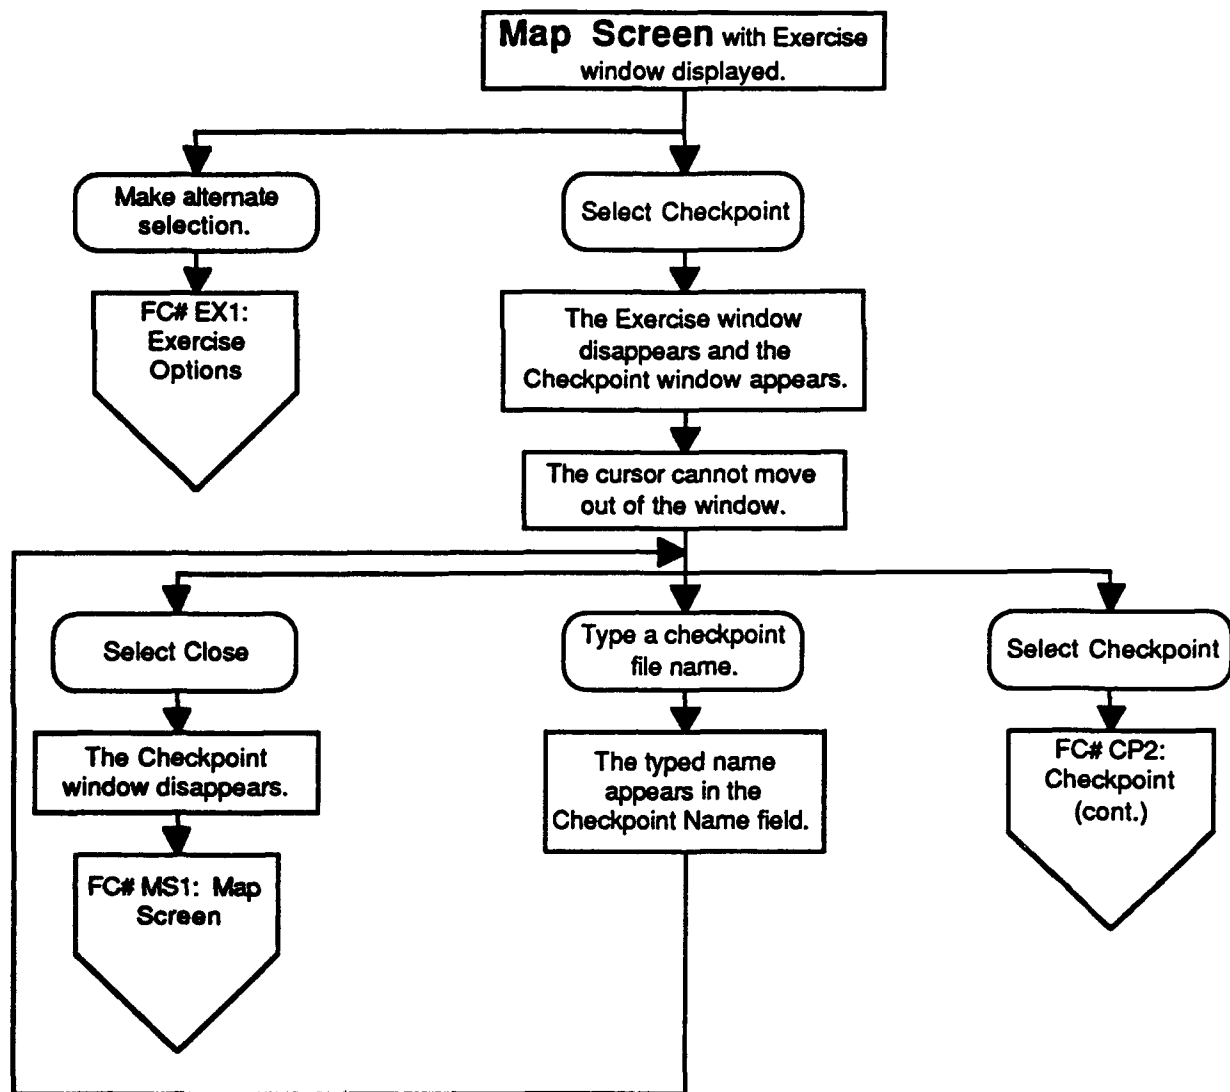 Map Screen with Exercise
window displayed.
Make alternate
selection.
Select Checkpoint
FC# EX1:
Exercise
Options
The Exercise window
disappears and the
Checkpoint window appears.
The cursor cannot move
out of the window.
Select Close
Type a checkpoint
file name.
Select Checkpoint
The Checkpoint
window disappears.
The typed name
appears in the
Checkpoint Name field.
FC# CP2:
Checkpoint
(cont.)
FC# MS1: Map
Screen